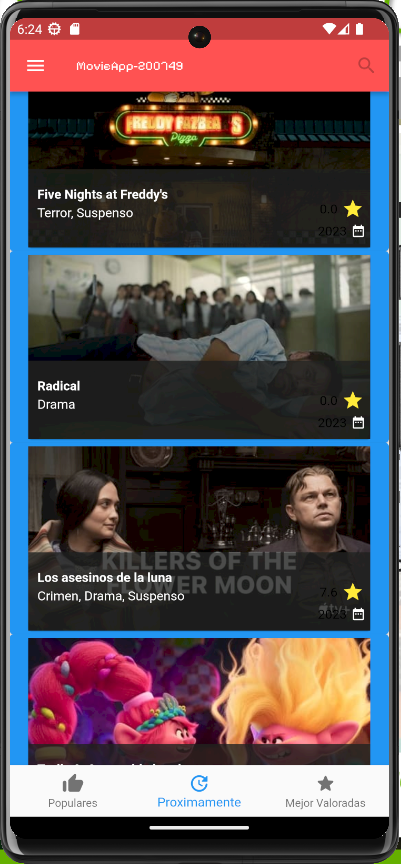 6:24
MovieApp-200749
FREDDY FAZBEAR'S
Pizza
Five Nights at Freddy's
Terror, Suspenso
0.0
2023
Radical
Drama
0.0
2023
KILLERS OF THE
FLOWER MOON
Los asesinos de la luna
Crimen, Drama, Suspenso
7.6
tv+
2023
Populares
Proximamente
Mejor Valoradas